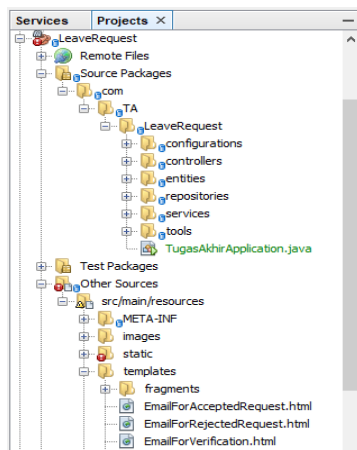 Services Projects ×
LeaveRequest
Remote Files
Source Packages
com
TA
LeaveRequest
configurations
controllers
entities
repositories
services
tools
TugasAkhirApplication.java
Test Packages
Other Sources
src/main/resources
META-INF
images
static
templates
fragments
EmailForAcceptedRequest.html
EmailForRejectedRequest.html
EmailForVerification.html